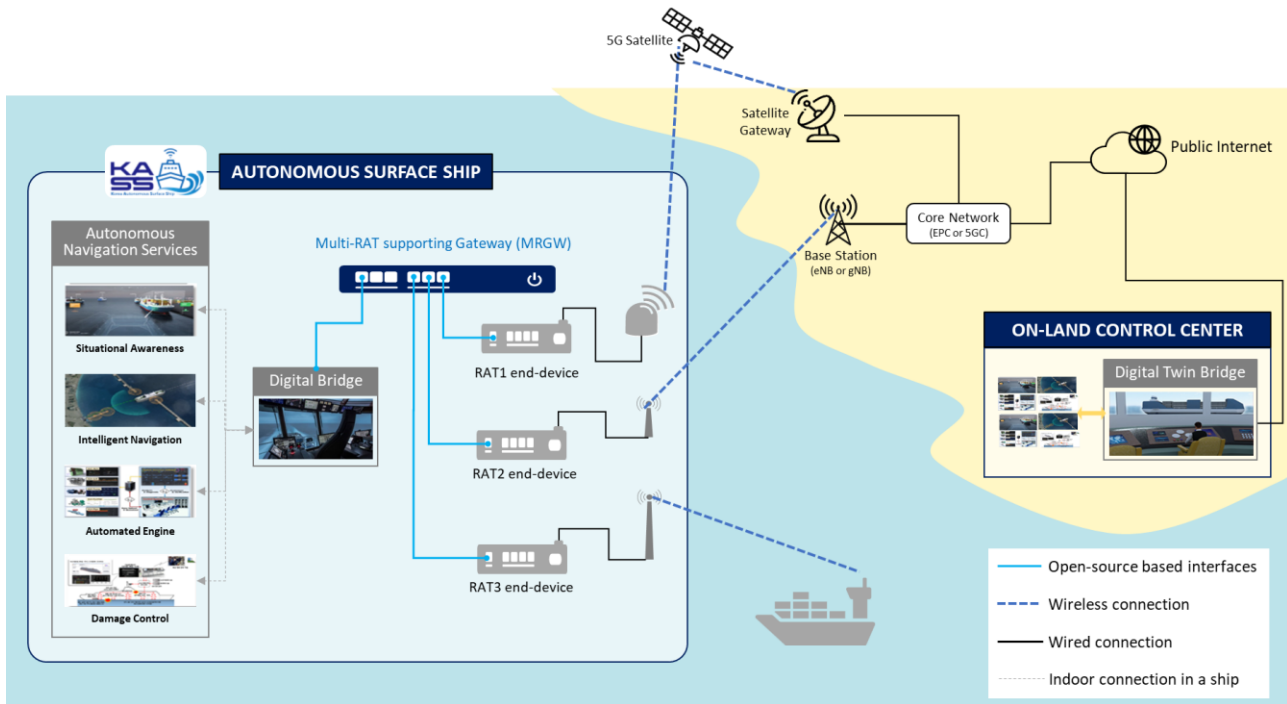 5G Satellite
Satellite
Gateway
Public Internet
KA
SS
AUTONOMOUS SURFACE SHIP
Autonomous
Navigation Services
Situational Awareness
Intelligent Navigation
Automated Engine
Damage Control
Multi-RAT supporting Gateway (MRGW)
Digital Bridge
RAT1 end-device
RAT2 end-device
RAT3 end-device
Base Station
(eNB or gNB)
Core Network
(EPC or 5GC)
ON-LAND CONTROL CENTER
Digital Twin Bridge
Open-source based interfaces
Wireless connection
Wired connection
Indoor connection in a ship